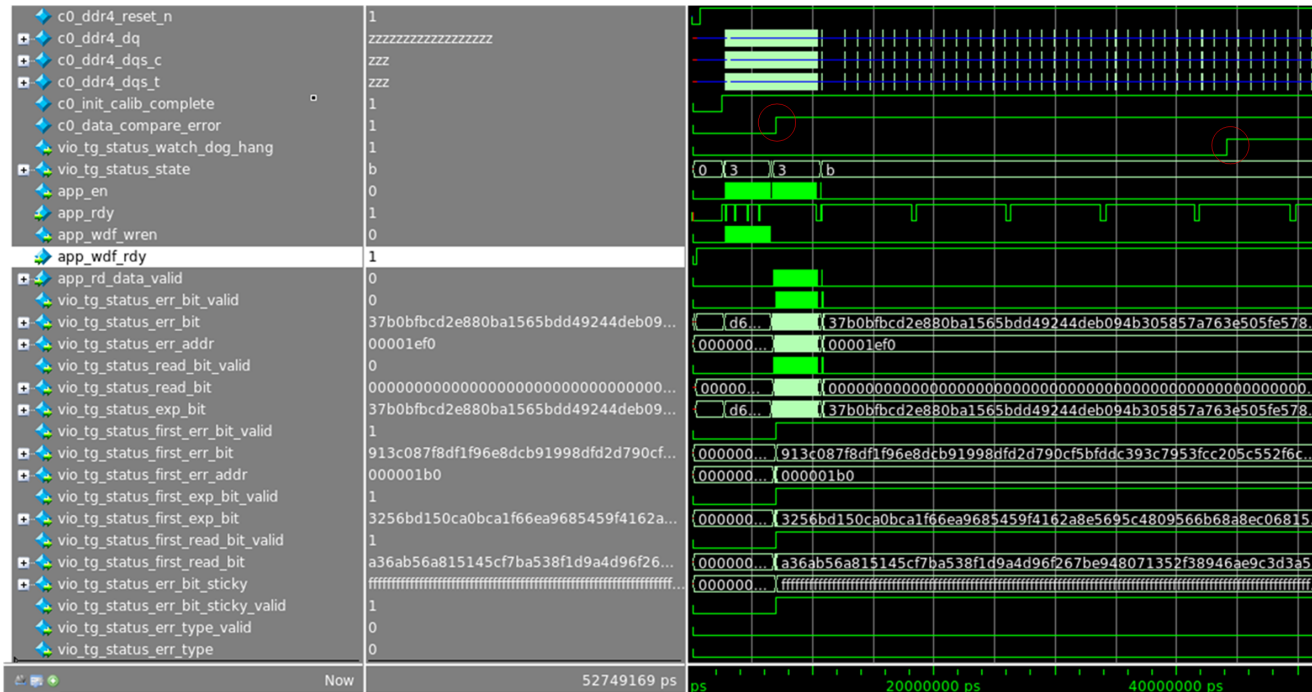 c0_ddr4_reset_n 1
c0_ddr4_dq zzzzzzzzzzzzzzzzzz
c0_ddr4_dqs_c zzz
c0_ddr4_dqs_t zzz
c0_init_calib_complete 1
c0_data_compare_error 1
vio_tg_status_watch_dog_hang 1
vio_tg_status_state b 0 3 3 b
app_en 0
app_rdy 1
app_wdf_wren 0
app_wdf_rdy 1
app_rd_data_valid 0
vio_tg_status_err_bit_valid 0
vio_tg_status_err_bit 37b0bfbcd2e880ba1565bdd49244deb09... d6... 37b0bfbcd2e880ba1565bdd49244deb094b305857a763e505fe578
vio_tg_status_err_addr 00001ef0 000000... 00001ef0
vio_tg_status_read_bit_valid 0
vio_tg_status_read_bit 000000000000000000000000000000000... 00000... 000000000000000000000000000000000000000000000000000000
vio_tg_status_exp_bit 37b0bfbcd2e880ba1565bdd49244deb09... d6... 37b0bfbcd2e880ba1565bdd49244deb094b305857a763e505fe578
vio_tg_status_first_err_bit_valid 1
vio_tg_status_first_err_bit 913c087f8df1f96e8dcb91998dfd2d790cf... 000000... 913c087f8df1f96e8dcb91998dfd2d790cf5bfddc393c7953fcc205c552f6c...
vio_tg_status_first_err_addr 000001b0 000000... 000001b0
vio_tg_status_first_exp_bit_valid 1
vio_tg_status_first_exp_bit 3256bd150ca0bca1f66ea9685459f4162a... 000000... 3256bd150ca0bca1f66ea9685459f4162a8e5695c4809566b68a8ec06815
vio_tg_status_first_read_bit_valid 1
vio_tg_status_first_read_bit a36ab56a815145cf7ba538f1d9a4d96f26... 000000... a36ab56a815145cf7ba538f1d9a4d96f267be948071352f38946ae9c3d3a5
vio_tg_status_err_bit_sticky ffffffffffffffffffffffffffffffffffffffffffffffff... 000000... ffffffffffffffffffffffffffffffffffffffffffffffffffffffffffffffffffffffffffffffff
vio_tg_status_err_bit_sticky_valid 1
vio_tg_status_err_type_valid 0
vio_tg_status_err_type 0
Now 52749169 ps ps 20000000 ps 40000000 ps